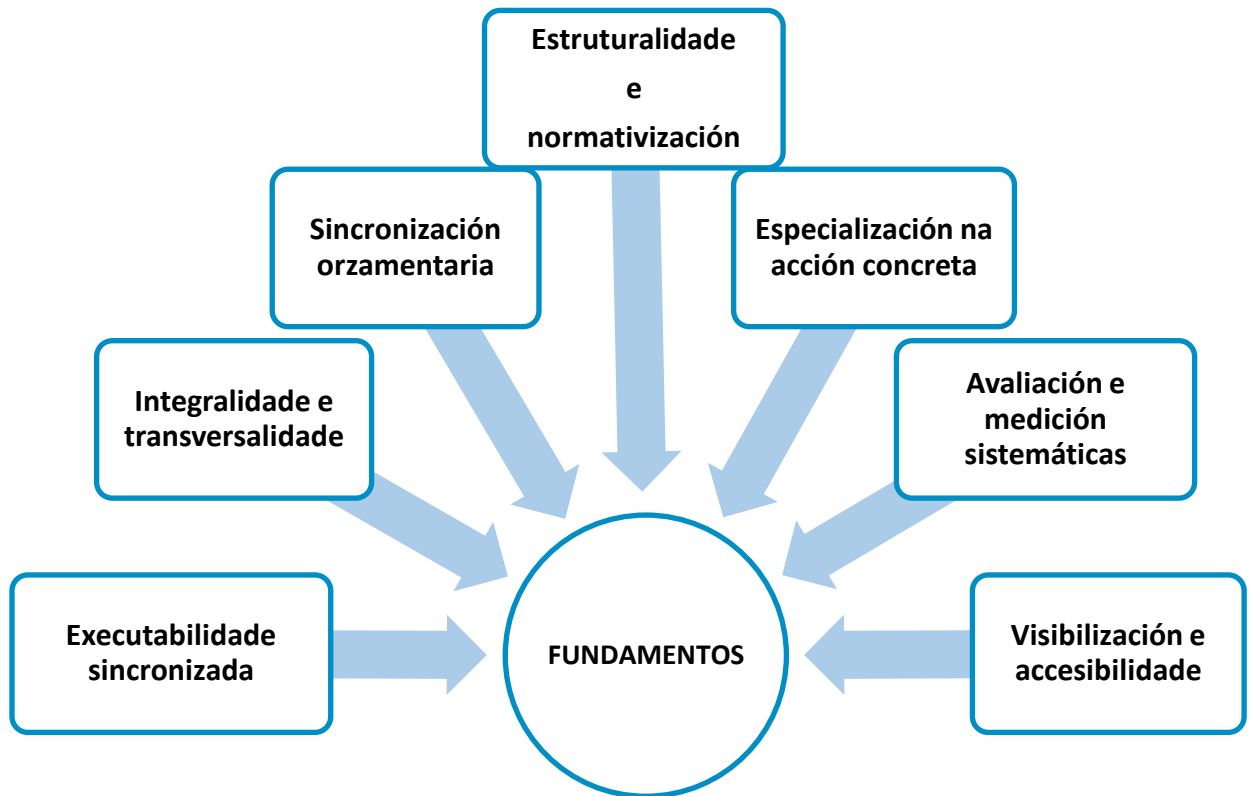 Estruturalidade
e
normativización
Sincronización
orzamentaria
Especialización na
acción concreta
Integralidade e
transversalidade
Avaliación e
medición
sistemáticas
Executabilidade
sincronizada
FUNDAMENTOS
Visibilización e
accesibilidade